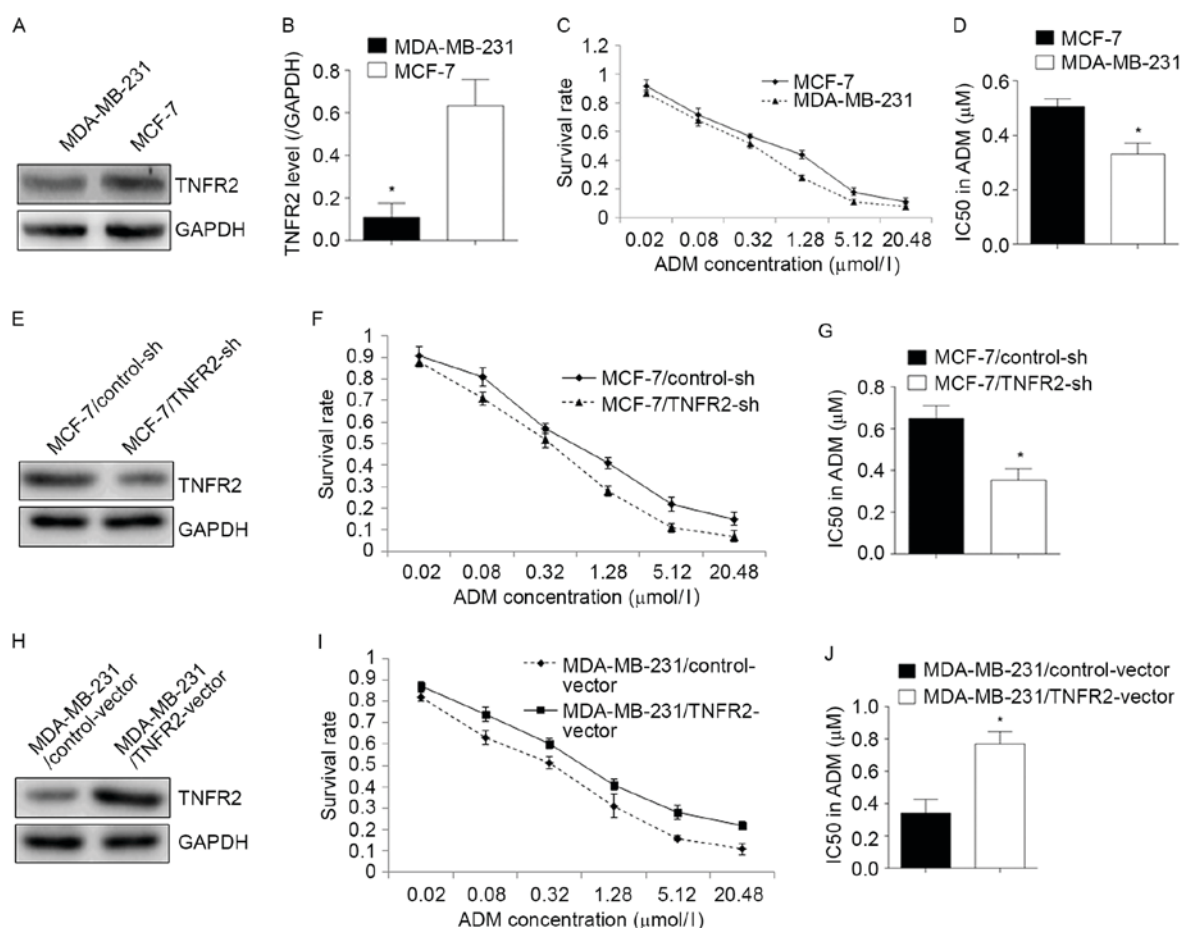 A
MDA-MB-231
MCF-7
TNFR2
GAPDH
B
MDA-MB-231
MCF-7
TNFR2 level (/GAPDH)
0.8
0.6
0.4
0.2
0.0
*
C
Survival rate
1.2
1
0.8
0.6
0.4
0.2
0
MCF-7
MDA-MB-231
0.02 0.08 0.32 1.28 5.12 20.48
ADM concentration (μmol/l)
D
MCF-7
MDA-MB-231
IC50 in ADM (μM)
0.6
0.4
0.2
0.0
*
E
MCF-7/control-sh
MCF-7/TNFR2-sh
TNFR2
GAPDH
F
Survival rate
1
0.9
0.8
0.7
0.6
0.5
0.4
0.3
0.2
0.1
0
MCF-7/control-sh
MCF-7/TNFR2-sh
0.02 0.08 0.32 1.28 5.12 20.48
ADM concentration (μmol/l)
G
MCF-7/control-sh
MCF-7/TNFR2-sh
IC50 in ADM (μM)
0.8
0.6
0.4
0.2
0.0
*
H
MDA-MB-231
/control-vector
MDA-MB-231
/TNFR2-vector
TNFR2
GAPDH
I
Survival rate
1
0.9
0.8
0.7
0.6
0.5
0.4
0.3
0.2
0.1
0
MDA-MB-231/control-
vector
MDA-MB-231/TNFR2-
vector
0.02 0.08 0.32 1.28 5.12 20.48
ADM concentration (μmol/l)
J
MDA-MB-231/control-vector
MDA-MB-231/TNFR2-vector
IC50 in ADM (μM)
1.0
0.8
0.6
0.4
0.2
0.0
*